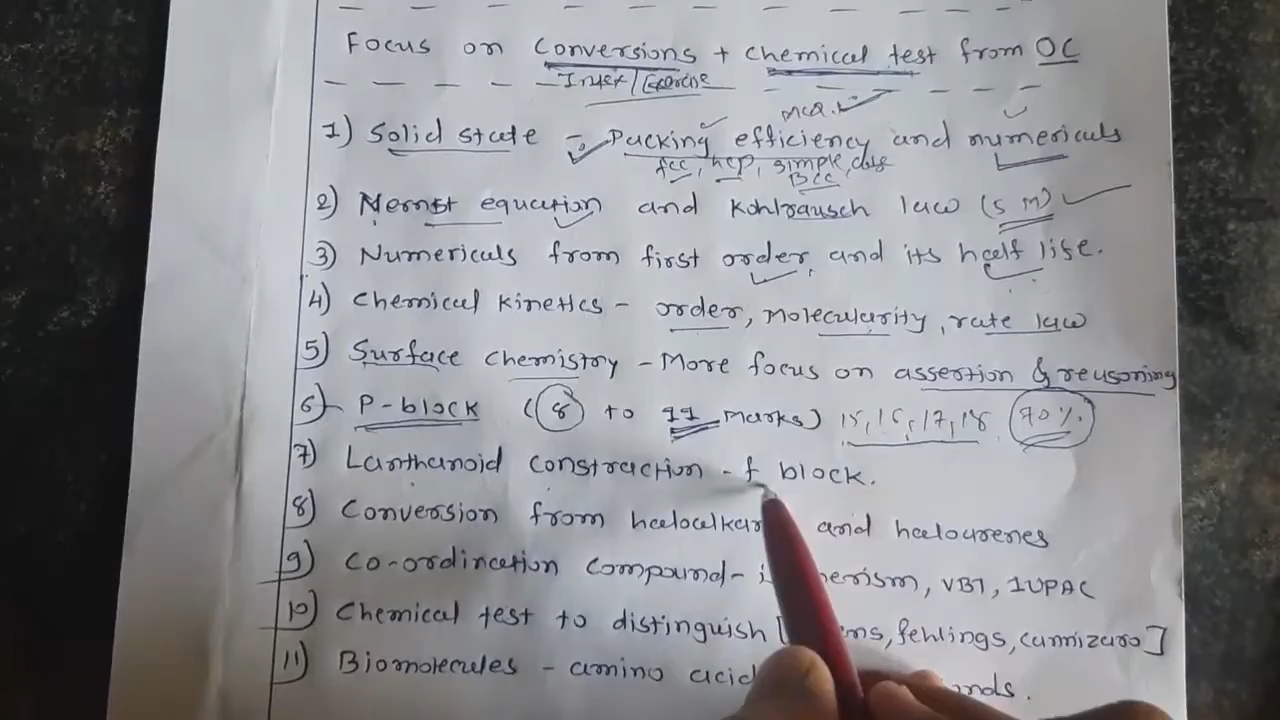 Focus on conversions + chemical test from OC
Intext/Exercise
MCQ.
1) Solid state - Packing efficiency and numericals
fcc, hcp, simple,
BCC
2) Nernst equation and Kohlrausch law (5 M)
3) Numericals from first order and its half life.
4) Chemical kinetics - order, Molecularity, rate law
5) Surface chemistry - More focus on assertion & reasoning
6) P-block (8 to 11 Marks) 15, 16, 17, 18 70%.
7) Lanthanoid constraction - f block.
8) Conversion from and haloarenes
9) Co-ordination compound- VBT, IUPAC
10) Chemical test to distinguish [ fehlings, cannizaro]
11) Biomolecules - amino